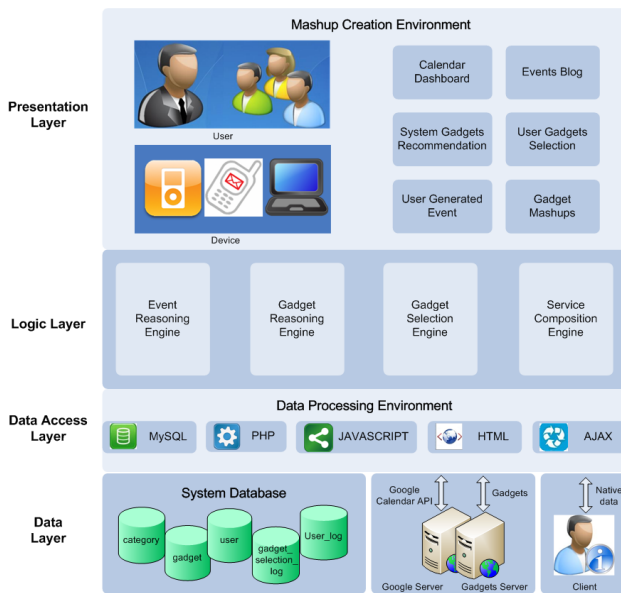 Mashup Creation Environment
Presentation
Layer
User
Device
Calendar
Dashboard
Events Blog
System Gadgets
Recommendation
User Gadgets
Selection
User Generated
Event
Gadget
Mashups
Logic Layer
Event
Reasoning
Engine
Gadget
Reasoning
Engine
Gadget
Selection
Engine
Service
Composition
Engine
Data Access
Layer
Data Processing Environment
MySQL
PHP
JAVASCRIPT
HTML
AJAX
Data
Layer
System Database
category
gadget
user
gadget_
selection_
log
User_log
Google
Calendar API
Gadgets
Google Server
Gadgets Server
Native
data
Client